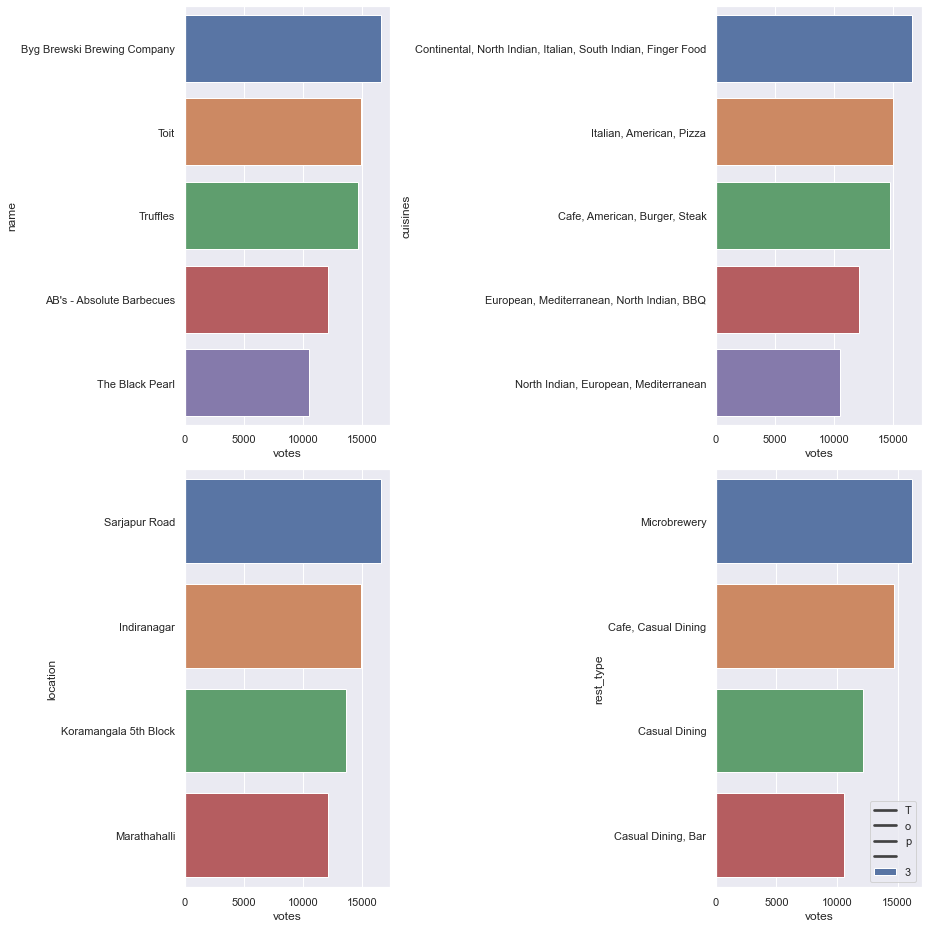 Byg Brewski Brewing Company
Toit
Truffles
AB's - Absolute Barbecues
The Black Pearl
name
0 5000 10000 15000
votes
Continental, North Indian, Italian, South Indian, Finger Food
Italian, American, Pizza
Cafe, American, Burger, Steak
European, Mediterranean, North Indian, BBQ
North Indian, European, Mediterranean
cuisines
0 5000 10000 15000
votes
Sarjapur Road
Indiranagar
Koramangala 5th Block
Marathahalli
location
0 5000 10000 15000
votes
Microbrewery
Cafe, Casual Dining
Casual Dining
Casual Dining, Bar
rest_type
T
o
p
3
0 5000 10000 15000
votes